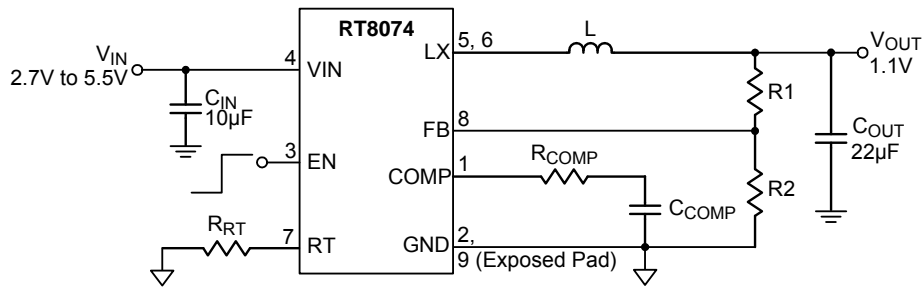 RT8074
V_IN
2.7V to 5.5V
4
VIN
C_IN
10µF
3
EN
R_RT
7
RT
LX
5, 6
L
V_OUT
1.1V
R1
FB
8
COMP
1
R_COMP
C_COMP
R2
C_OUT
22µF
GND
2,
9 (Exposed Pad)